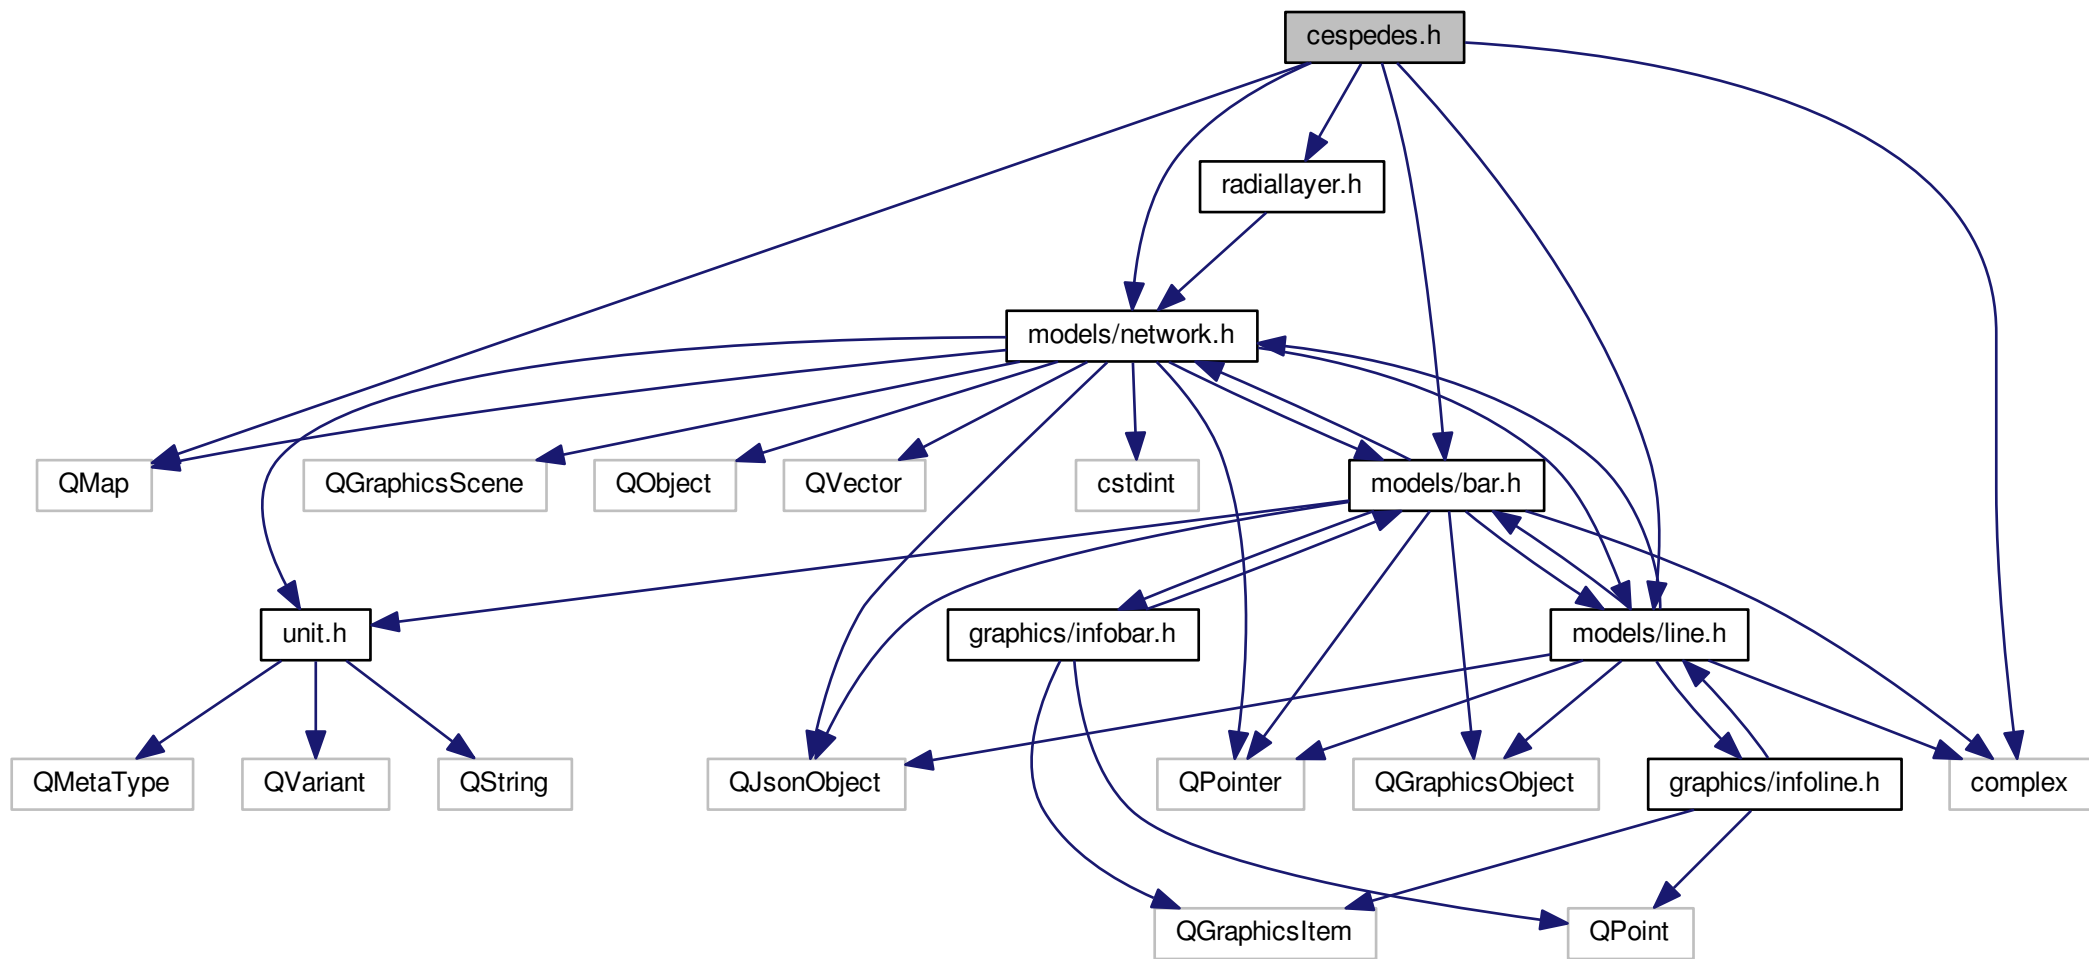 cespedes.h
radiallayer.h
models/network.h
QMap
QGraphicsScene
QObject
QVector
cstdint
models/bar.h
unit.h
graphics/infobar.h
models/line.h
QMetaType
QVariant
QString
QJsonObject
QPointer
QGraphicsObject
graphics/infoline.h
complex
QGraphicsItem
QPoint